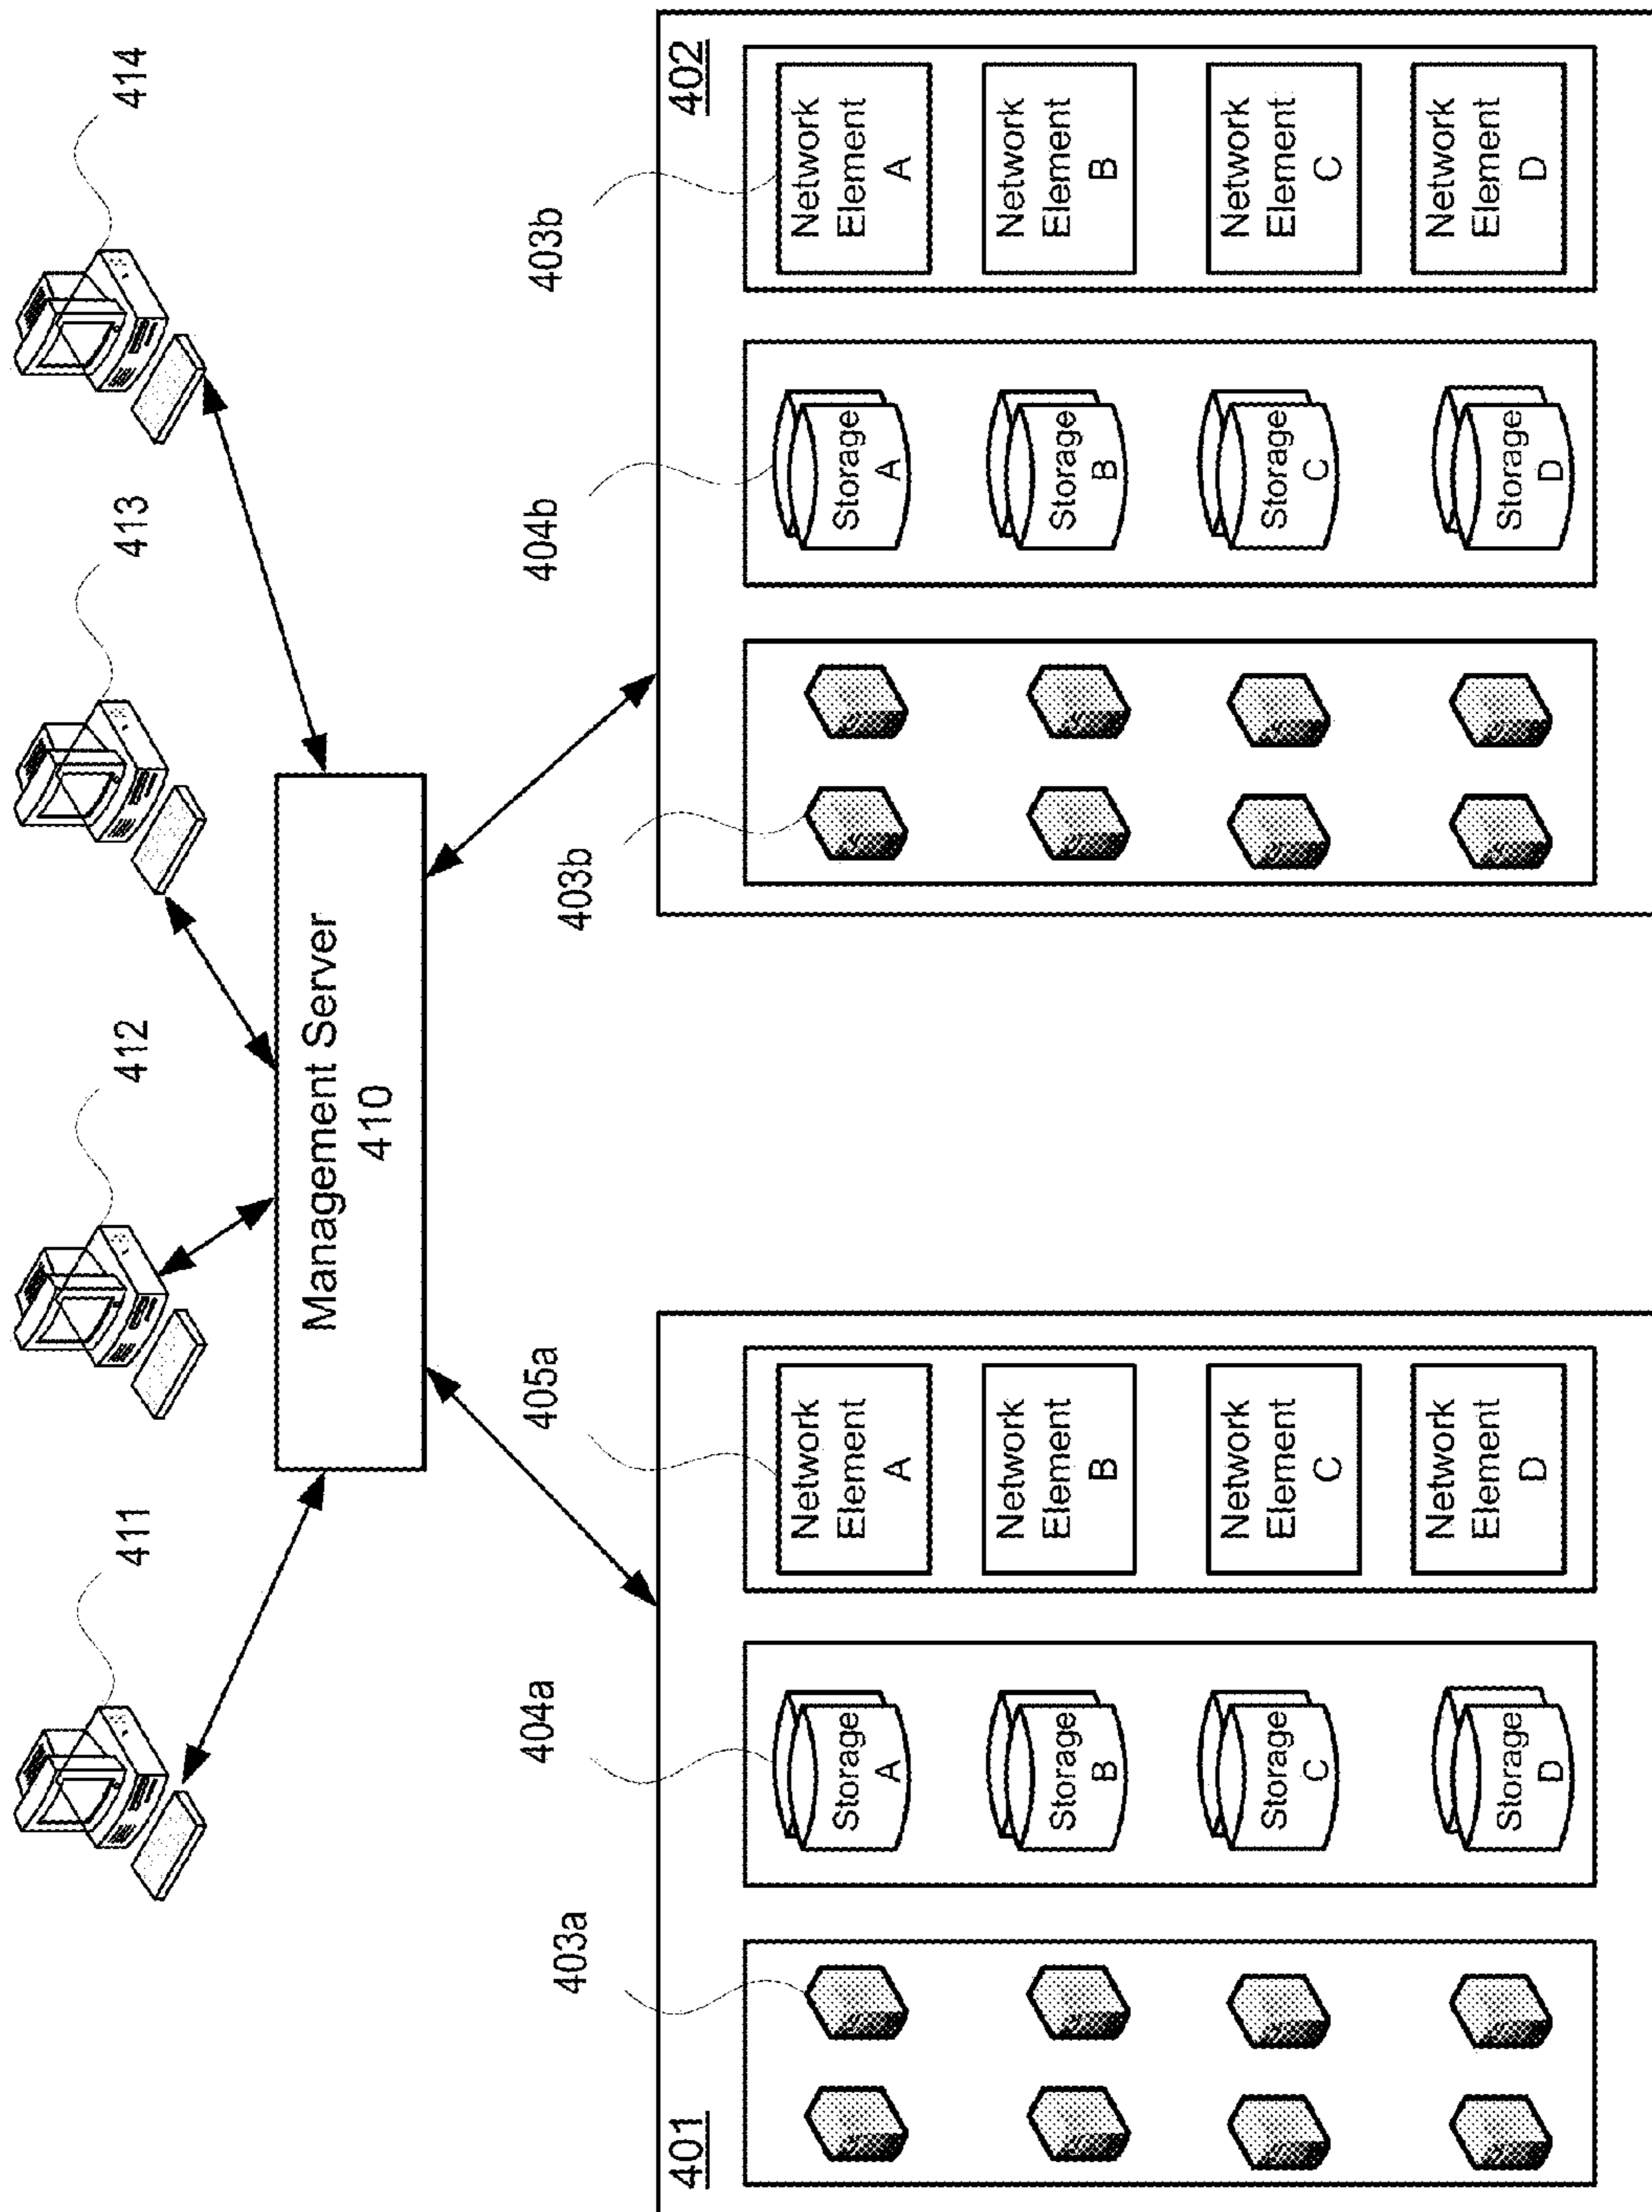 411
412
413
414
Management Server
410
401
403a
404a
405a
Storage
A
Storage
B
Storage
C
Storage
D
Network
Element
A
Network
Element
B
Network
Element
C
Network
Element
D
402
403b
404b
403b
Storage
A
Storage
B
Storage
C
Storage
D
Network
Element
A
Network
Element
B
Network
Element
C
Network
Element
D